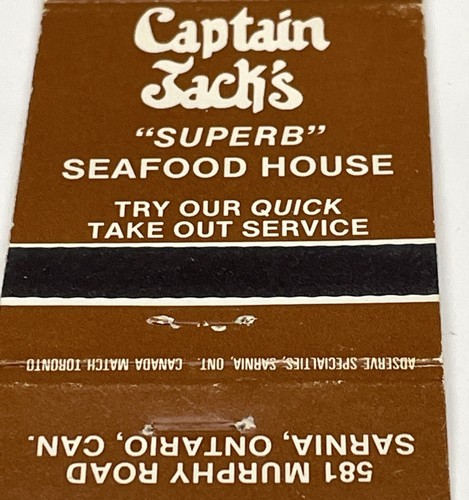 Captain
Jack's
"SUPERB"
SEAFOOD HOUSE
TRY OUR QUICK
TAKE OUT SERVICE
ADSERVE SPECIALTIES, SARNIA, ONT. CANADA MATCH TORONTO
581 MURPHY ROAD
SARNIA, ONTARIO, CAN.